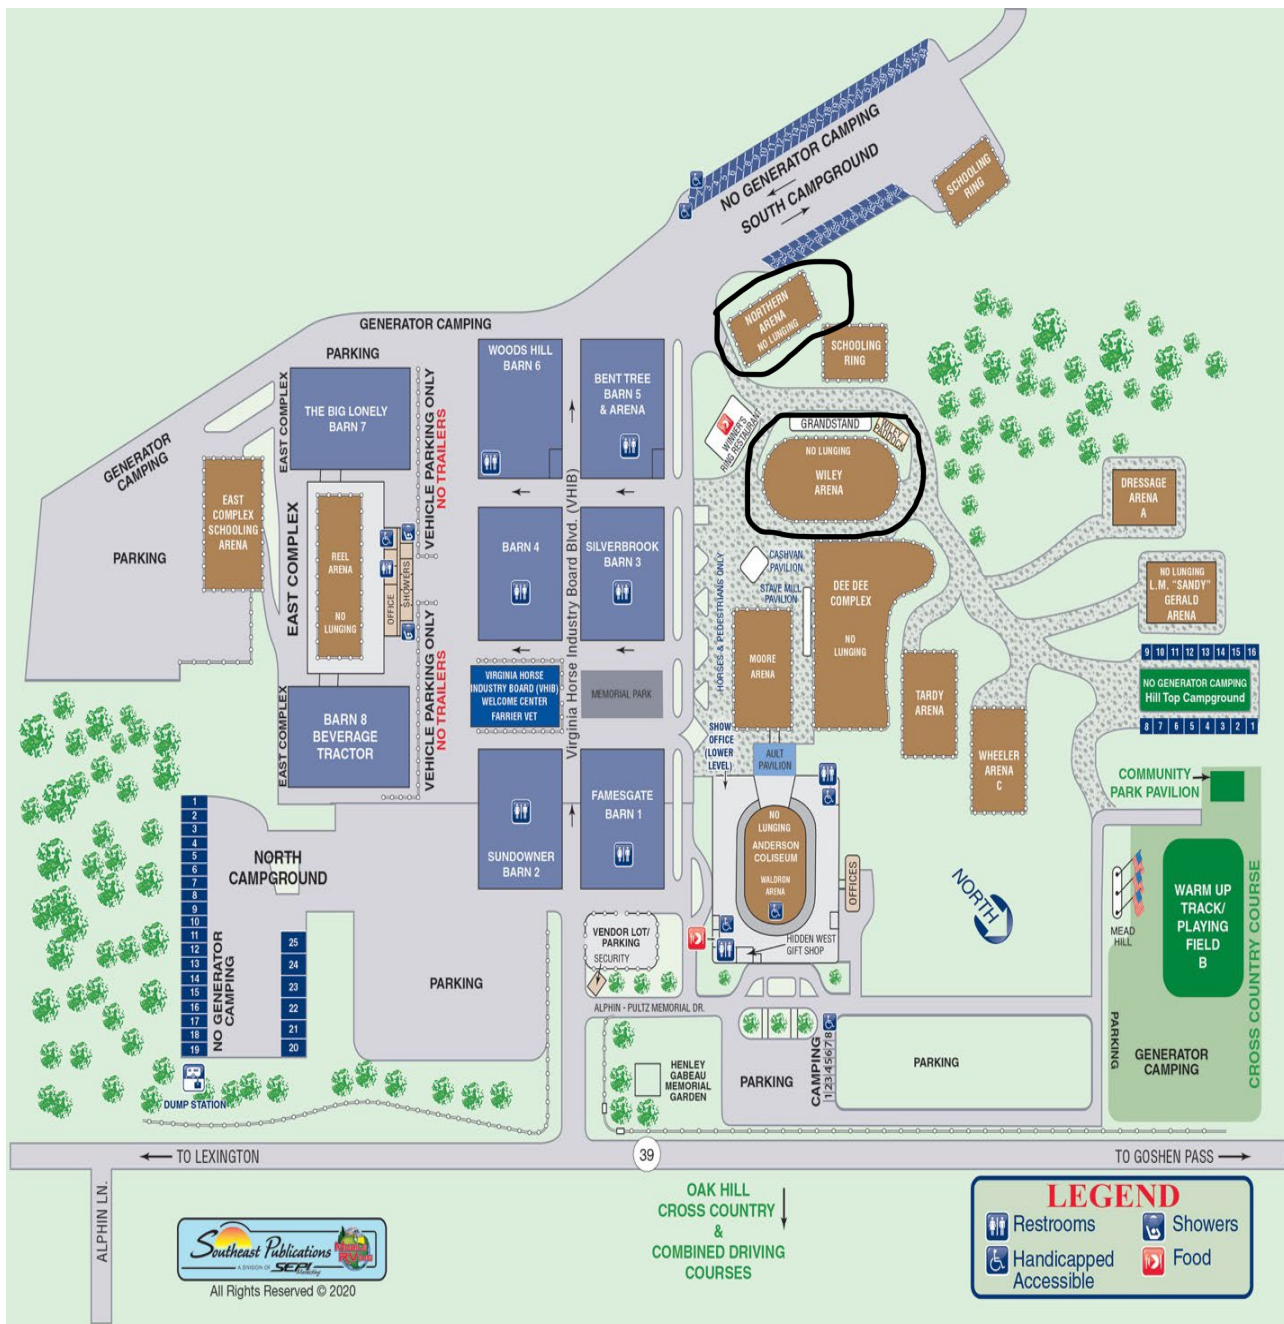 NO GENERATOR CAMPING
SOUTH CAMPGROUND
SCHOOLING
RING
NORTHERN
ARENA
NO LUNGING
SCHOOLING
RING
GENERATOR CAMPING
PARKING
WOODS HILL
BARN 6
BENT TREE
BARN 5
& ARENA
EAST COMPLEX
THE BIG LONELY
BARN 7
VEHICLE PARKING ONLY
NO TRAILERS
WINNER'S
RING RESTAURANT
GRANDSTAND
NO LUNGING
WILEY
ARENA
GENERATOR
CAMPING
PARKING
EAST
COMPLEX
SCHOOLING
ARENA
EAST COMPLEX
REEL
ARENA
NO
LUNGING
OFFICE
SHOWERS
BARN 4
SILVERBROOK
BARN 3
Virginia Horse Industry Board Blvd. (VHIB)
HORSES & PEDESTRIANS ONLY
CASHVAN
PAVILION
STAVE MILL
PAVILION
DEE DEE
COMPLEX
NO
LUNGING
DRESSAGE
ARENA
A
NO LUNGING
L.M. "SANDY"
GERALD
ARENA
9 10 11 12 13 14 15 16
NO GENERATOR CAMPING
Hill Top Campground
8 7 6 5 4 3 2 1
MOORE
ARENA
TARDY
ARENA
WHEELER
ARENA
C
EAST COMPLEX
BARN 8
BEVERAGE
TRACTOR
VEHICLE PARKING ONLY
NO TRAILERS
VIRGINIA HORSE
INDUSTRY BOARD (VHIB)
WELCOME CENTER
FARRIER VET
MEMORIAL PARK
SHOW
OFFICE
(LOWER
LEVEL)
AULT
PAVILION
COMMUNITY
PARK PAVILION
SUNDOWNER
BARN 2
FAMESGATE
BARN 1
NO
LUNGING
ANDERSON
COLISEUM
WALDRON
ARENA
OFFICES
HIDDEN WEST
GIFT SHOP
NORTH
MEAD
HILL
WARM UP
TRACK/
PLAYING
FIELD
B
CROSS COUNTRY COURSE
NORTH
CAMPGROUND
NO GENERATOR
CAMPING
1
2
3
4
5
6
7
8
9
10
11
12
13
14
15
16
17
18
19
25
24
23
22
21
20
DUMP STATION
PARKING
VENDOR LOT/
PARKING
SECURITY
ALPHIN - PULTZ MEMORIAL DR.
HENLEY
GABEAU
MEMORIAL
GARDEN
PARKING
CAMPING
12345678
PARKING
PARKING
GENERATOR
CAMPING
TO LEXINGTON
39
TO GOSHEN PASS
ALPHIN LN.
OAK HILL
CROSS COUNTRY
&
COMBINED DRIVING
COURSES
Southeast Publications
A DIVISION OF SEPI
All Rights Reserved © 2020
LEGEND
Restrooms
Showers
Handicapped
Accessible
Food